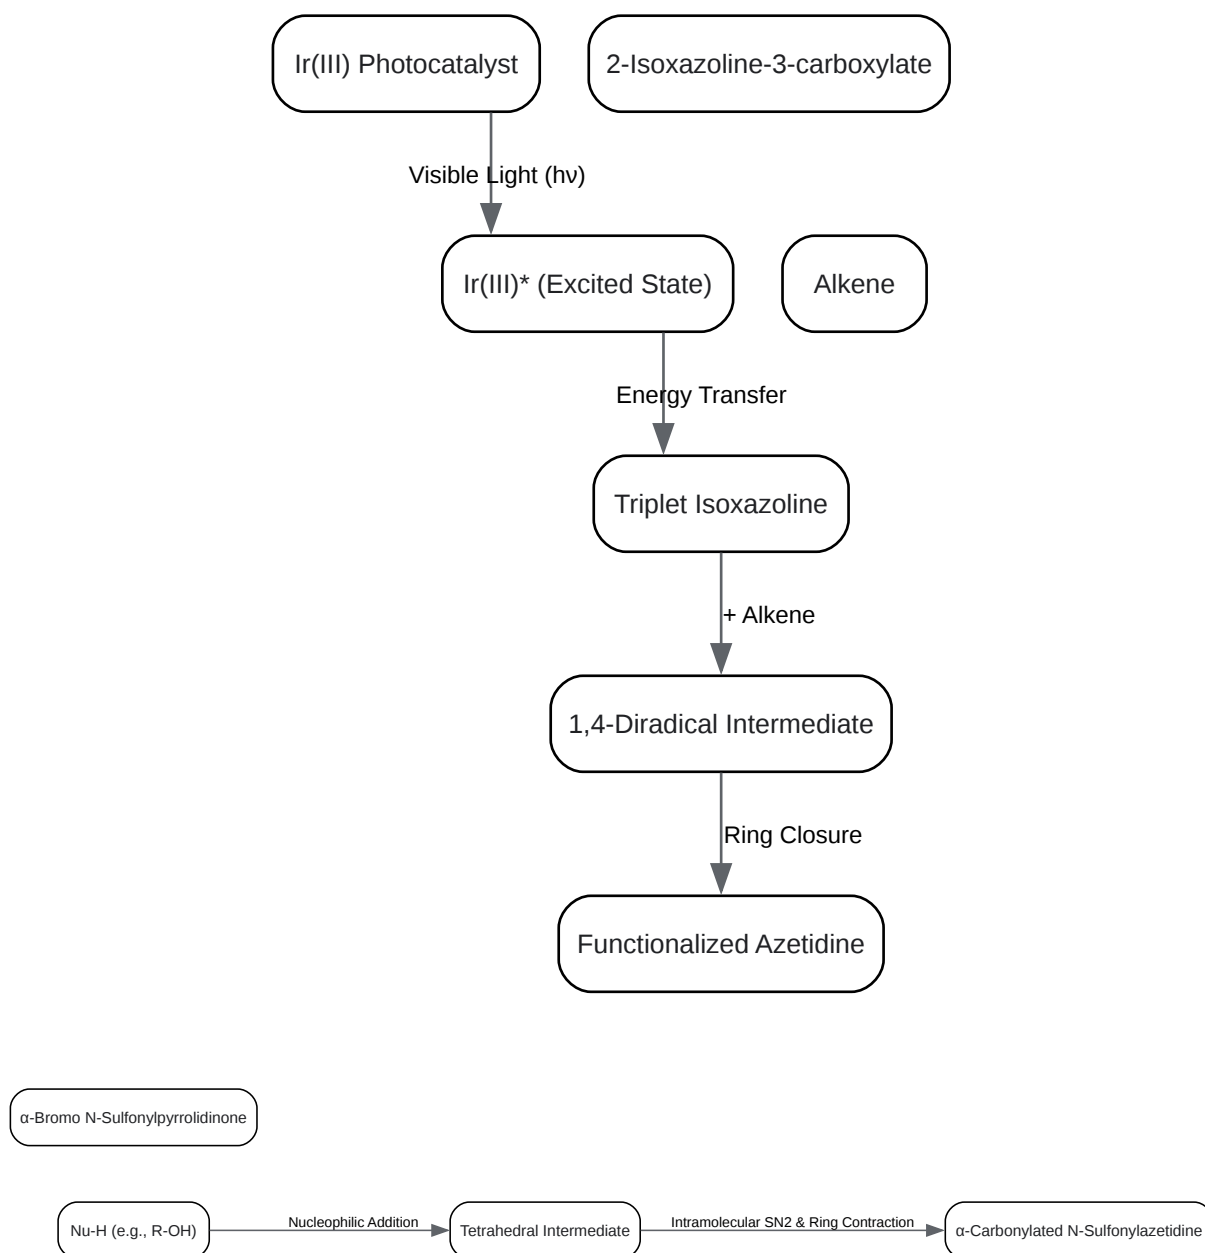 Ir(III) Photocatalyst
2-Isoxazoline-3-carboxylate
Visible Light (hν)
Ir(III)* (Excited State)
Alkene
Energy Transfer
Triplet Isoxazoline
+ Alkene
1,4-Diradical Intermediate
Ring Closure
Functionalized Azetidine
α-Bromo N-Sulfonylpyrrolidinone
Nu-H (e.g., R-OH)
Nucleophilic Addition
Tetrahedral Intermediate
Intramolecular SN2 & Ring Contraction
α-Carbonylated N-Sulfonylazetidine